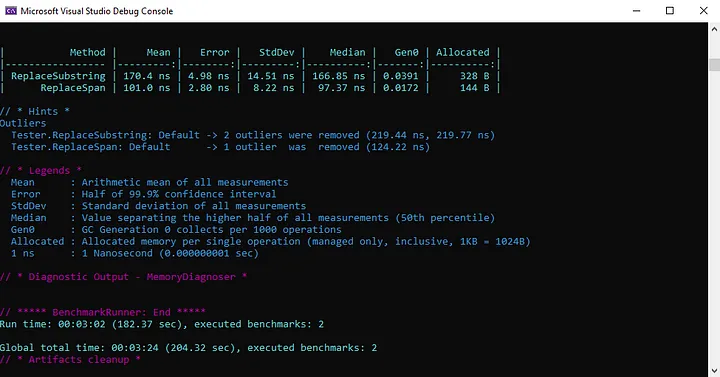 Microsoft Visual Studio Debug Console
|            Method |     Mean |   Error |   StdDev |    Median |   Gen0 | Allocated |
|----------------- |---------:|--------:|---------:|----------:|-------:|----------:|
| ReplaceSubstring | 170.4 ns | 4.98 ns | 14.51 ns | 166.85 ns | 0.0391 |     328 B |
|      ReplaceSpan | 101.0 ns | 2.80 ns |  8.22 ns |  97.37 ns | 0.0172 |     144 B |
// * Hints *
Outliers
  Tester.ReplaceSubstring: Default -> 2 outliers were removed (219.44 ns, 219.77 ns)
  Tester.ReplaceSpan: Default      -> 1 outlier  was  removed (124.22 ns)
// * Legends *
  Mean      : Arithmetic mean of all measurements
  Error     : Half of 99.9% confidence interval
  StdDev    : Standard deviation of all measurements
  Median    : Value separating the higher half of all measurements (50th percentile)
  Gen0      : GC Generation 0 collects per 1000 operations
  Allocated : Allocated memory per single operation (managed only, inclusive, 1KB = 1024B)
  1 ns      : 1 Nanosecond (0.000000001 sec)
// * Diagnostic Output - MemoryDiagnoser *
// ***** BenchmarkRunner: End *****
Run time: 00:03:02 (182.37 sec), executed benchmarks: 2
Global total time: 00:03:24 (204.32 sec), executed benchmarks: 2
// * Artifacts cleanup *